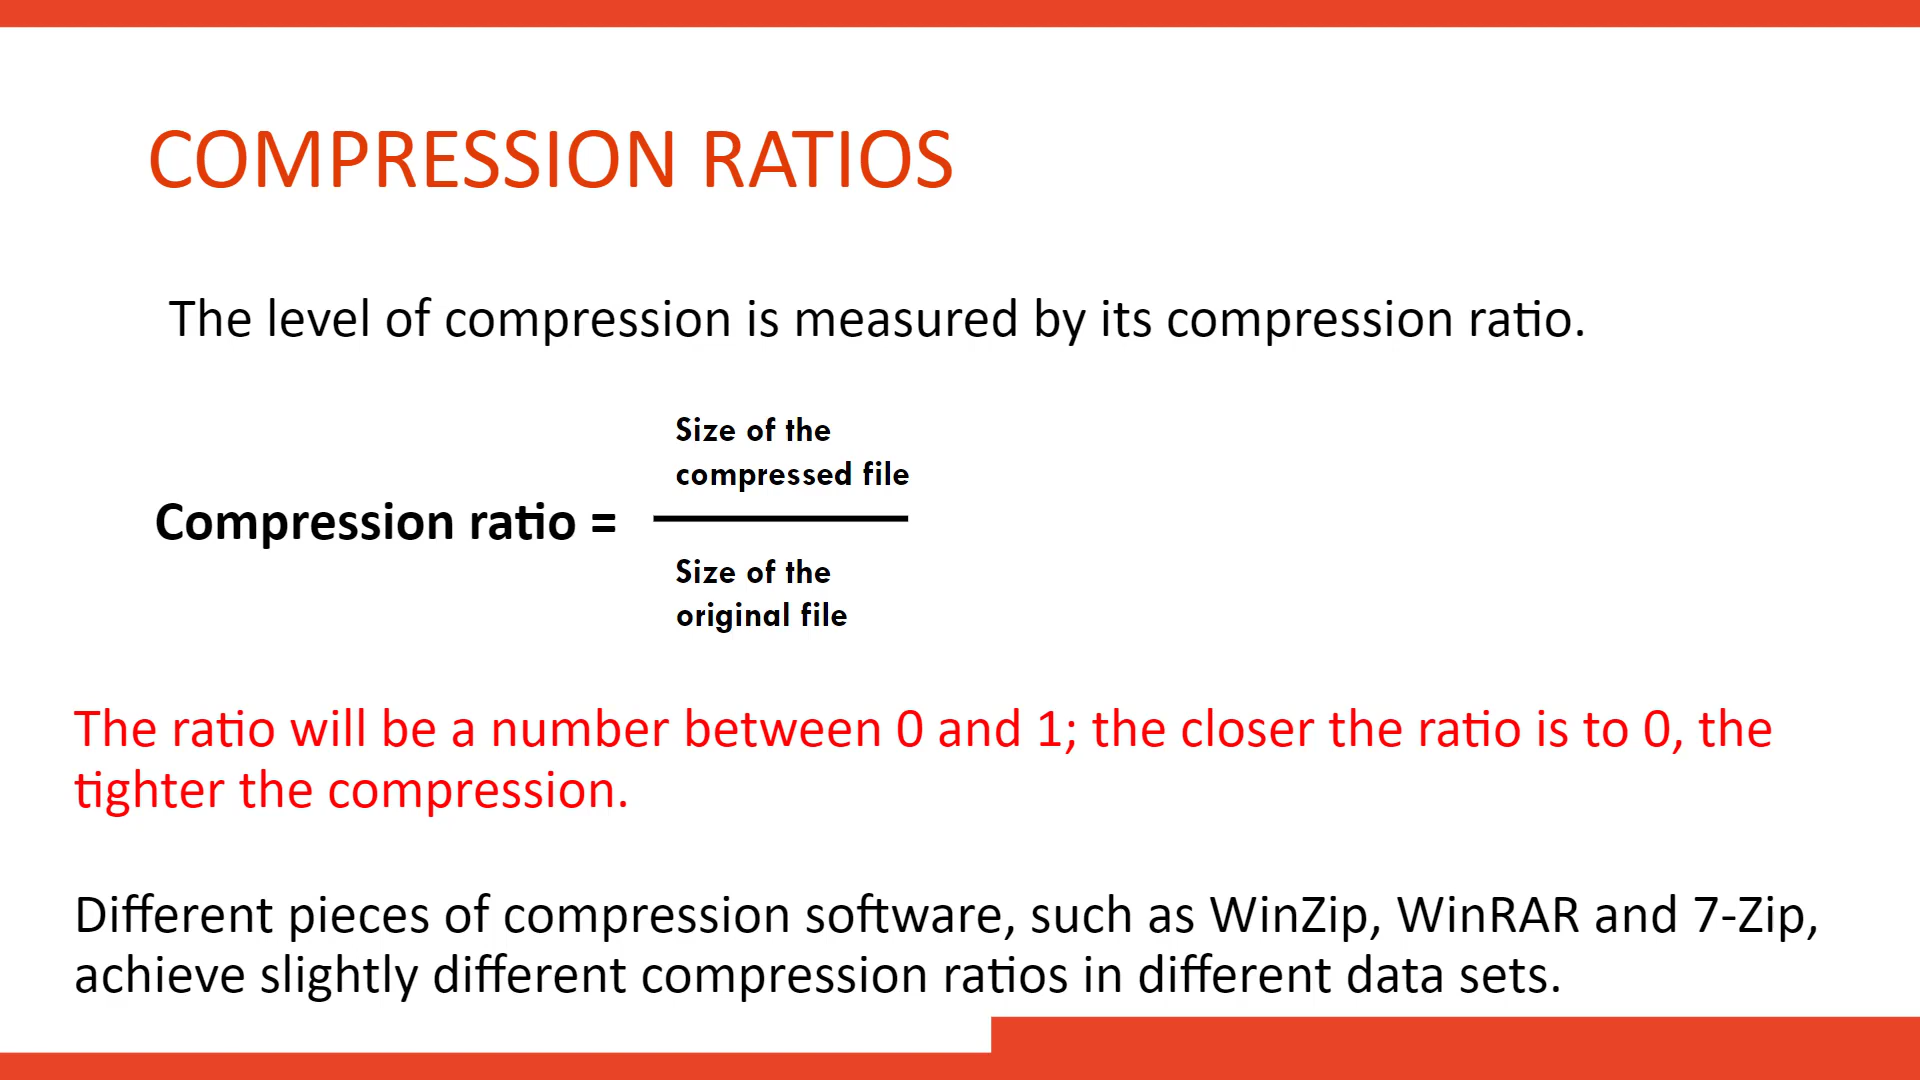 COMPRESSION RATIOS
The level of compression is measured by its compression ratio.
Size of the
compressed file
Compression ratio =
Size of the
original file
The ratio will be a number between 0 and 1; the closer the ratio is to 0, the
tighter the compression.
Different pieces of compression software, such as WinZip, WinRAR and 7-Zip,
achieve slightly different compression ratios in different data sets.